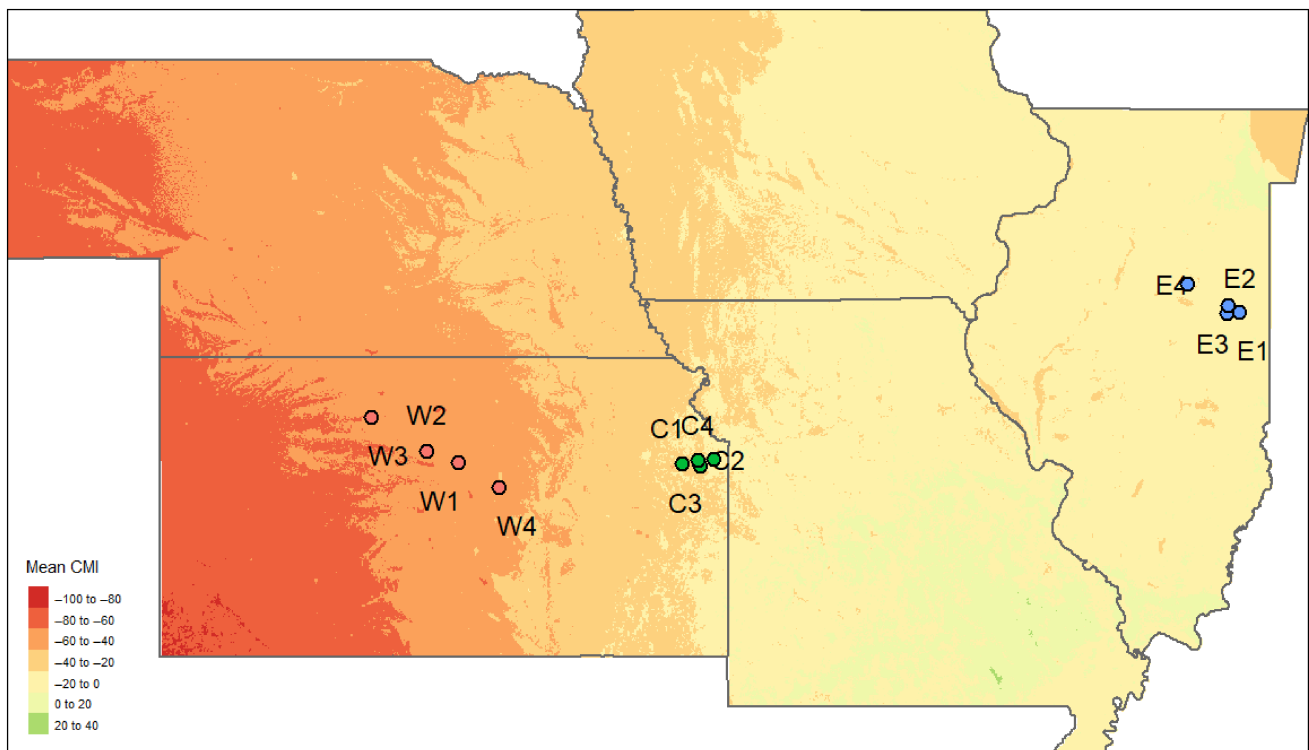 E4
E2
E3
E1
W2
C1
C4
W3
C2
W1
C3
W4
Mean CMI
–100 to –80
–80 to –60
–60 to –40
–40 to –20
–20 to 0
0 to 20
20 to 40